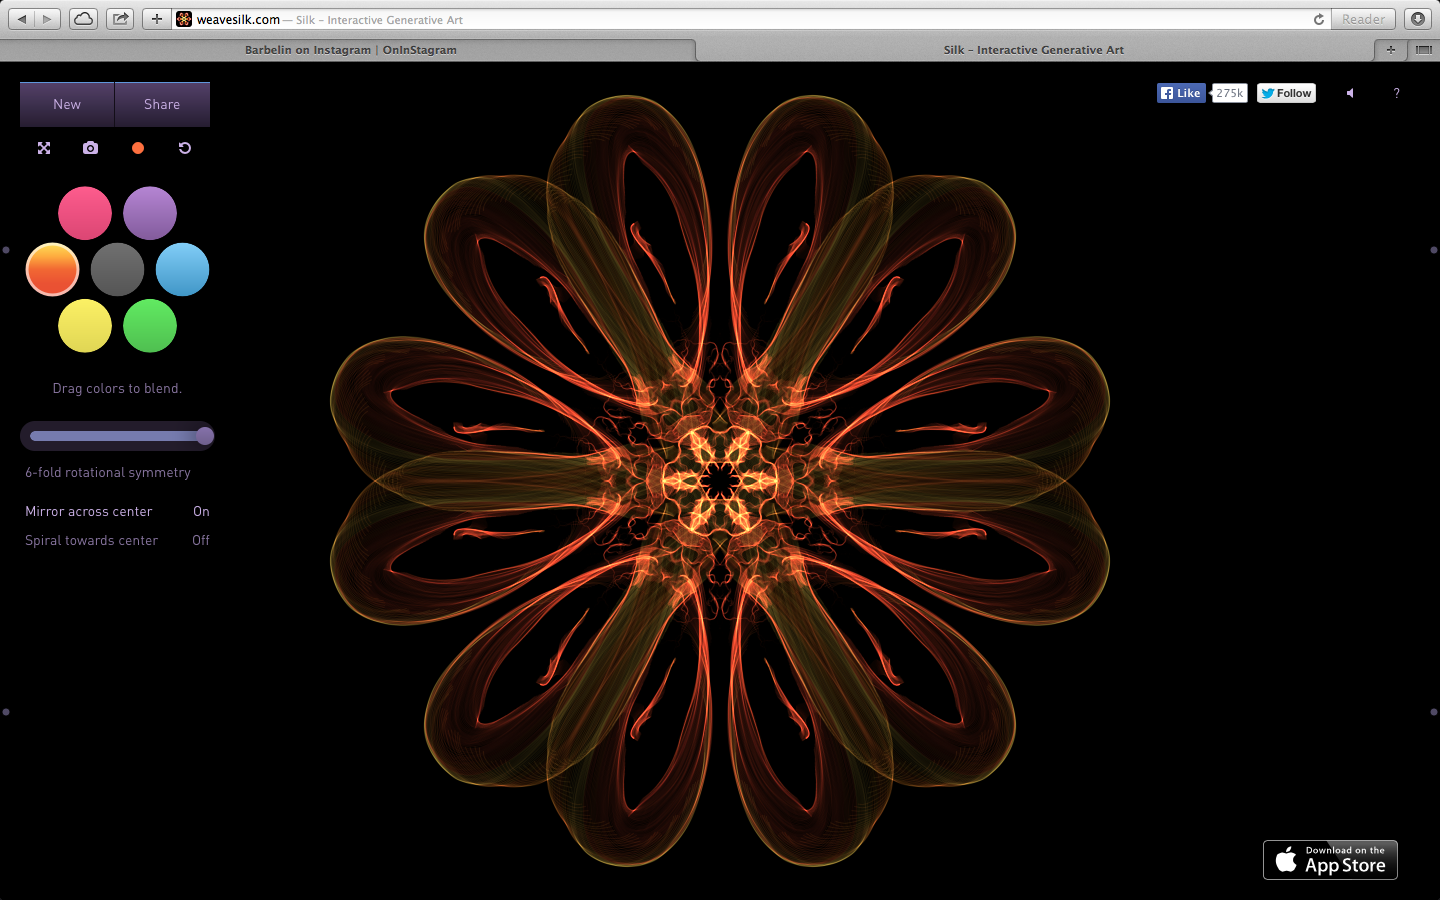 weavesilk.com — Silk – Interactive Generative Art
Reader
Barbelin on Instagram | OnInStagram
Silk – Interactive Generative Art
New
Share
Like
275k
Follow
?
Drag colors to blend.
6-fold rotational symmetry
Mirror across center On
Spiral towards center Off
Download on the
App Store